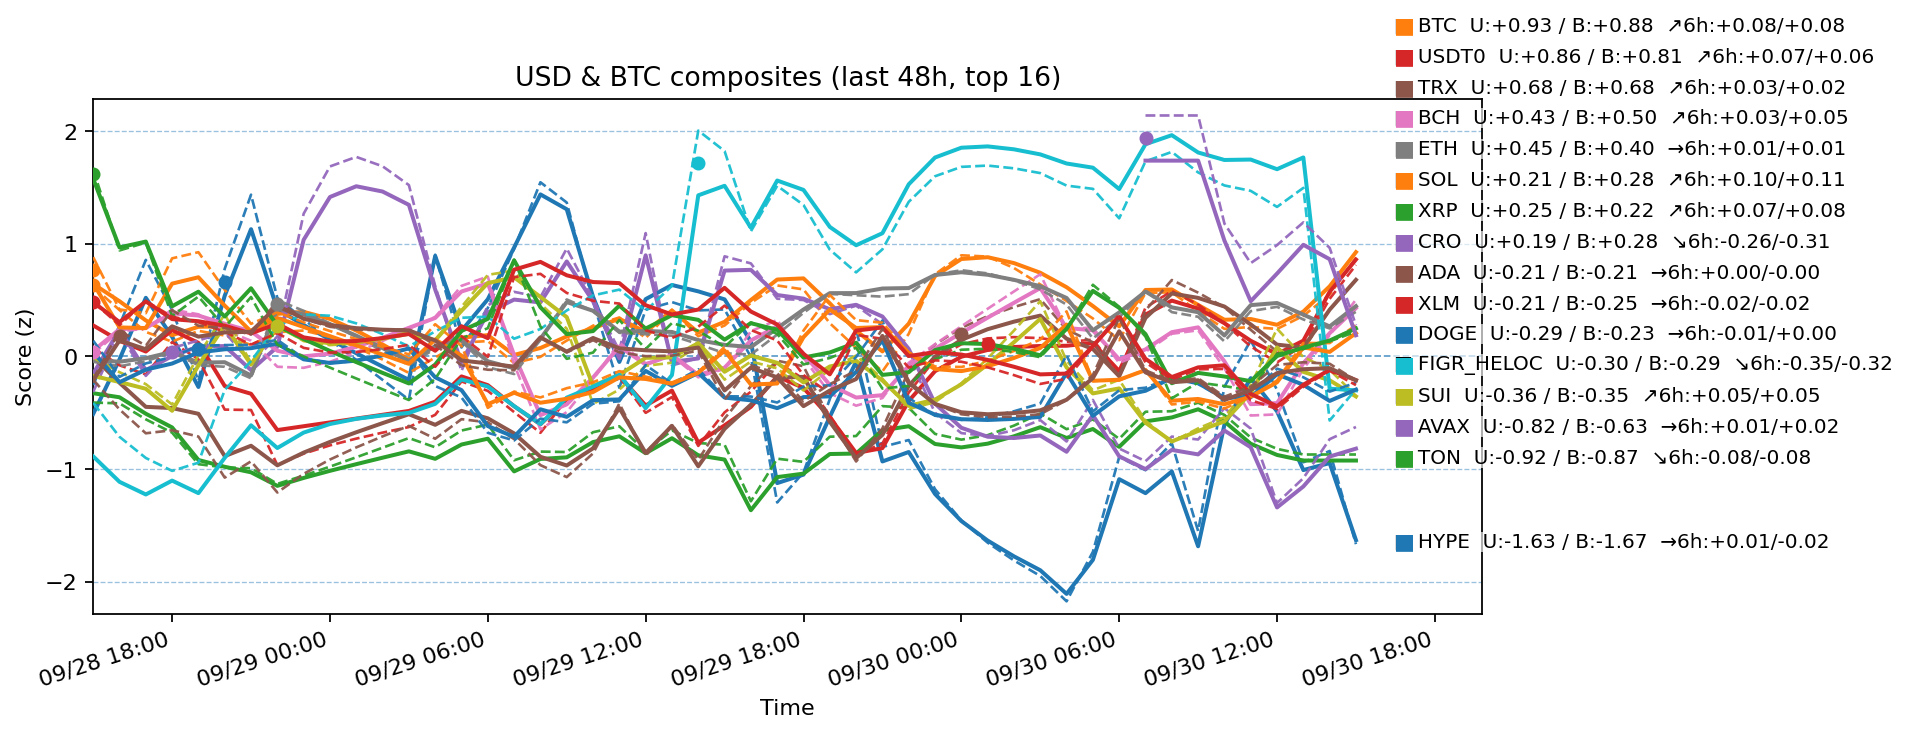 USD & BTC composites (last 48h, top 16)
BTC  U:+0.93 / B:+0.88  ↗6h:+0.08/+0.08
USDT0  U:+0.86 / B:+0.81  ↗6h:+0.07/+0.06
TRX  U:+0.68 / B:+0.68  ↗6h:+0.03/+0.02
BCH  U:+0.43 / B:+0.50  ↗6h:+0.03/+0.05
ETH  U:+0.45 / B:+0.40  →6h:+0.01/+0.01
SOL  U:+0.21 / B:+0.28  ↗6h:+0.10/+0.11
XRP  U:+0.25 / B:+0.22  ↗6h:+0.07/+0.08
CRO  U:+0.19 / B:+0.28  ↘6h:-0.26/-0.31
ADA  U:-0.21 / B:-0.21  →6h:+0.00/-0.00
XLM  U:-0.21 / B:-0.25  →6h:-0.02/-0.02
DOGE  U:-0.29 / B:-0.23  →6h:-0.01/+0.00
FIGR_HELOC  U:-0.30 / B:-0.29  ↘6h:-0.35/-0.32
SUI  U:-0.36 / B:-0.35  ↗6h:+0.05/+0.05
AVAX  U:-0.82 / B:-0.63  →6h:+0.01/+0.02
TON  U:-0.92 / B:-0.87  ↘6h:-0.08/-0.08
HYPE  U:-1.63 / B:-1.67  →6h:+0.01/-0.02
Score (z)
2
1
0
−1
−2
09/28 18:00
09/29 00:00
09/29 06:00
09/29 12:00
09/29 18:00
09/30 00:00
09/30 06:00
09/30 12:00
09/30 18:00
Time